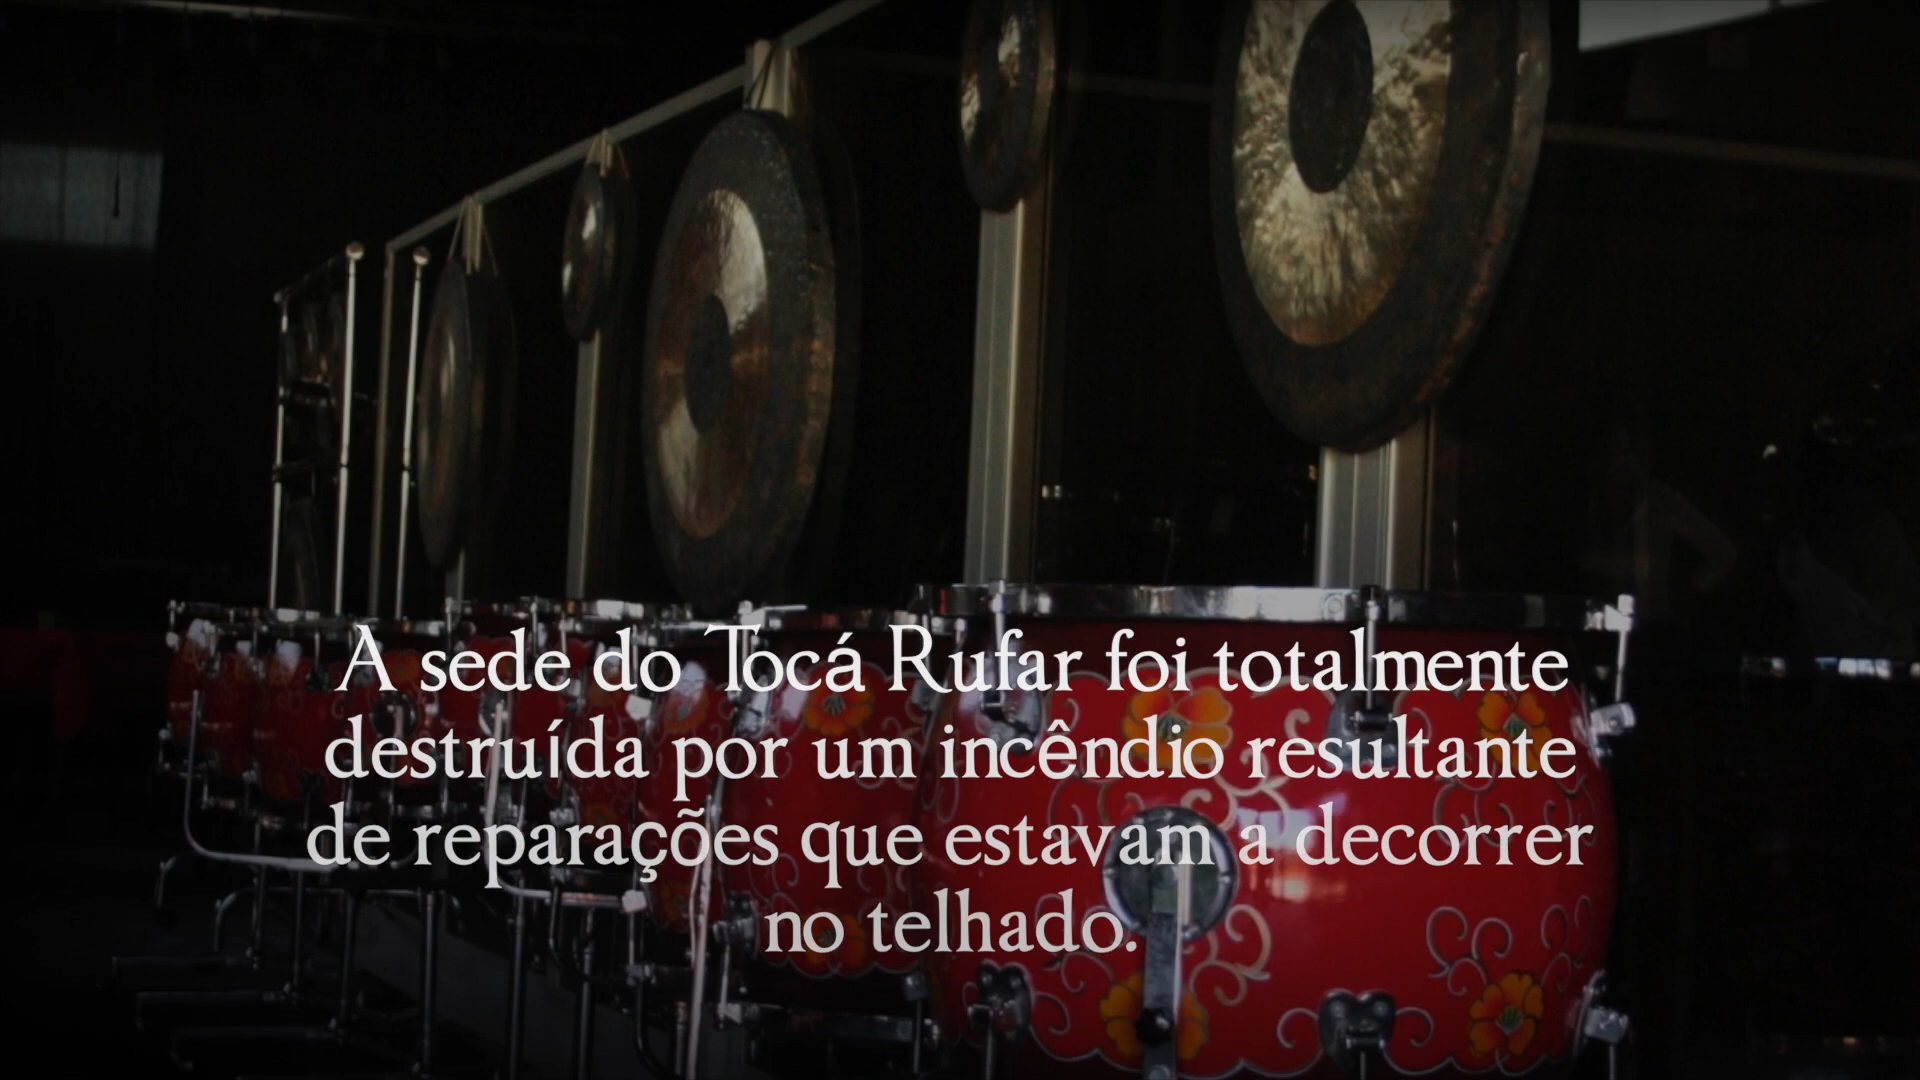 A sede do Tocá Rufar foi totalmente
destruída por um incêndio resultante
de reparações que estavam a decorrer
no telhado.